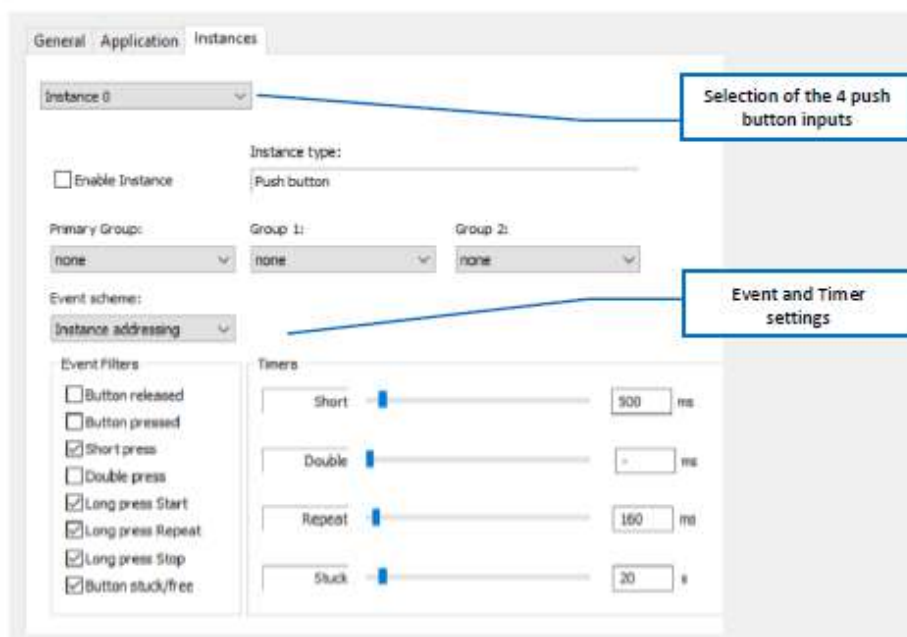 General Application Instances
Instance 0
Selection of the 4 push
button inputs
Instance type:
Enable Instance
Push button
Primary Group: Group 1: Group 2:
none none none
Event scheme:
Event and Timer
settings
Instance addressing
Event Filters Timers
Button released
Short 500 ms
Button pressed
Short press
Double - ms
Double press
Long press Start
Repeat 160 ms
Long press Repeat
Long press Stop
Stuck 20 s
Button stuck/free